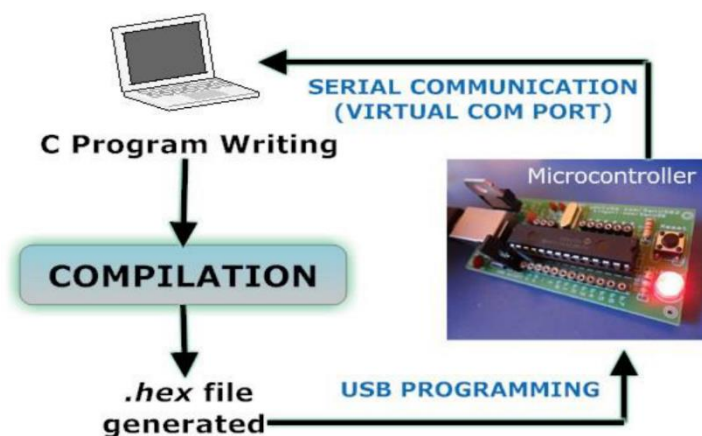 SERIAL COMMUNICATION
(VIRTUAL COM PORT)
C Program Writing
Microcontroller
COMPILATION
.hex file
generated
USB PROGRAMMING